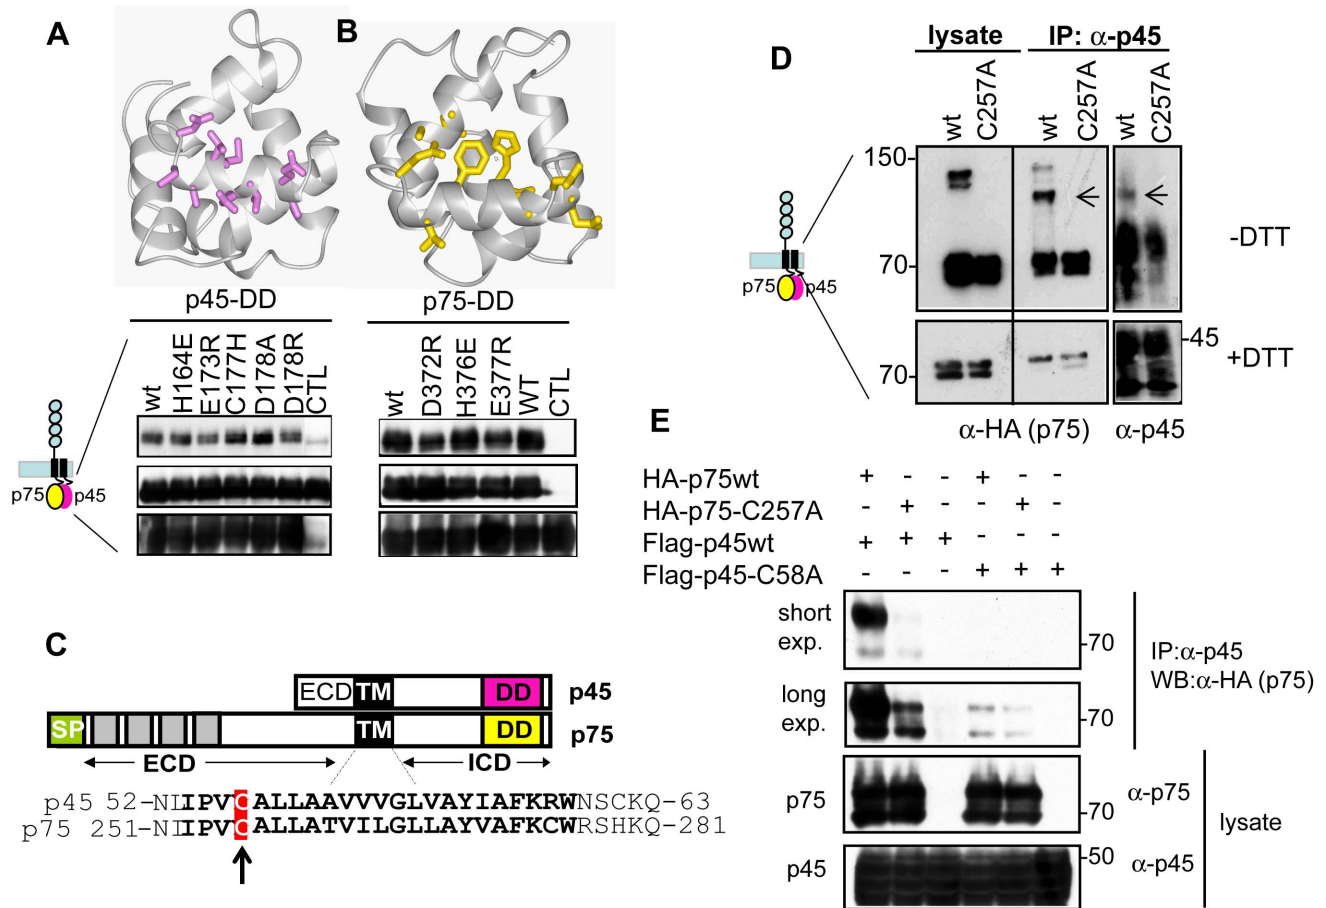 A
B
p45-DD
p75-DD
wt
H164E
E173R
C177H
D178A
D178R
CTL
wt
D372R
H376E
E377R
WT
CTL
p75
p45
C
ECD TM DD p45
SP TM DD p75
ECD ICD
p45 52-NLIPVCALLAAVVVGLVAYIAFKRWNSCKQ-63
p75 251-NIIPVCALLATVILGLLAYVAFKCWRSHKQ-281
D
lysate IP: α-p45
wt
C257A
wt
C257A
wt
C257A
150-
70-
-DTT
p75
p45
-45
+DTT
70-
α-HA (p75) α-p45
E
HA-p75wt + - - + - -
HA-p75-C257A - + - - + -
Flag-p45wt + + + - - -
Flag-p45-C58A - - - + + +
short
exp.
-70
long
exp.
-70
IP:α-p45
WB:α-HA (p75)
p75
-70
α-p75
lysate
p45
-50
α-p45